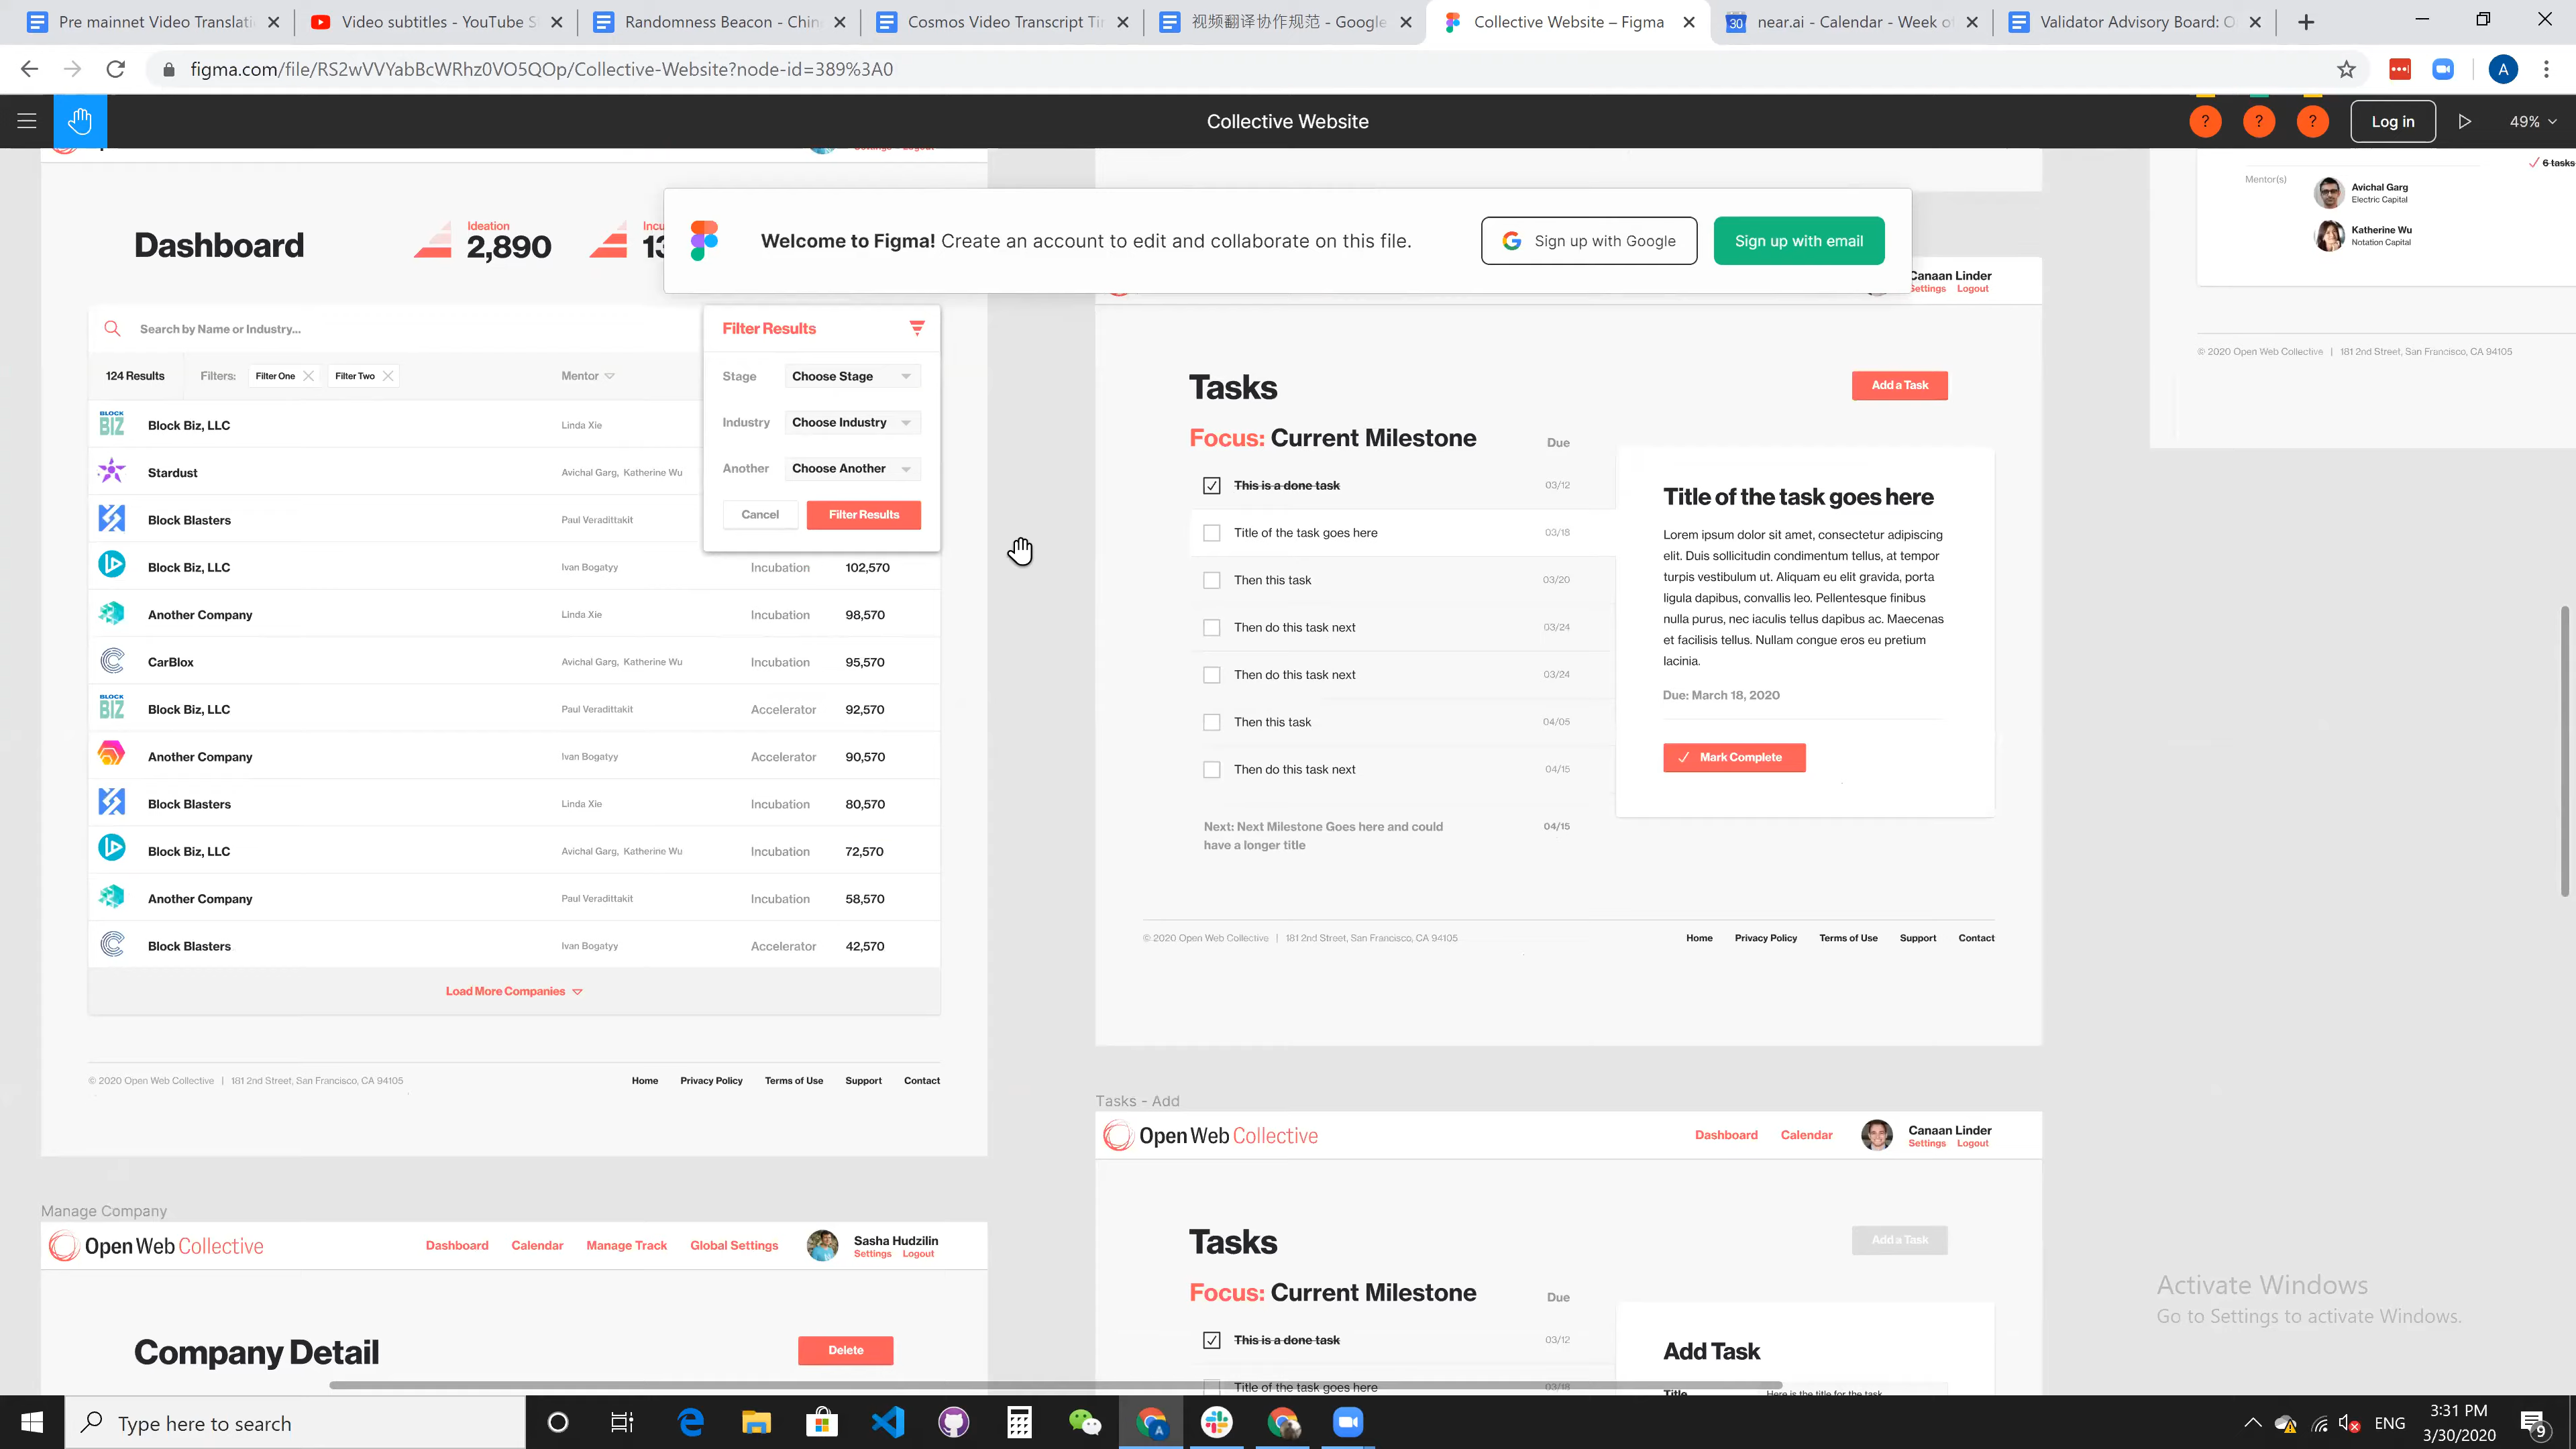 Pre mainnet Video Translati
Video subtitles - YouTube S
Randomness Beacon - Chin
Cosmos Video Transcript Tim
视频翻译协作规范 - Google
Collective Website – Figma
30
near.ai - Calendar - Week of
Validator Advisory Board: O
figma.com/file/RS2wVVYabBcWRhz0VO5QOp/Collective-Website?node-id=389%3A0
A
Collective Website
? ? ?
Log in
49%
Welcome to Figma! Create an account to edit and collaborate on this file.
Sign up with Google
Sign up with email
Dashboard
Ideation
2,890
Incu
13
Search by Name or Industry...
124 Results
Filters:
Filter One
Filter Two
Mentor
Filter Results
Stage Choose Stage
Industry Choose Industry
Another Choose Another
Cancel Filter Results
BLOCK BIZ
Block Biz, LLC Linda Xie
Stardust Avichal Garg, Katherine Wu
Block Blasters Paul Veradittakit
Block Biz, LLC Ivan Bogatyy Incubation 102,570
Another Company Linda Xie Incubation 98,570
CarBlox Avichal Garg, Katherine Wu Incubation 95,570
BLOCK BIZ
Block Biz, LLC Paul Veradittakit Accelerator 92,570
Another Company Ivan Bogatyy Accelerator 90,570
Block Blasters Linda Xie Incubation 80,570
Block Biz, LLC Avichal Garg, Katherine Wu Incubation 72,570
Another Company Paul Veradittakit Incubation 58,570
Block Blasters Ivan Bogatyy Accelerator 42,570
Load More Companies
© 2020 Open Web Collective | 181 2nd Street, San Francisco, CA 94105
Home Privacy Policy Terms of Use Support Contact
Manage Company
Open Web Collective
Dashboard Calendar Manage Track Global Settings
Sasha Hudzilin
Settings Logout
Company Detail
Delete
Canaan Linder
Settings Logout
Tasks
Add a Task
Focus: Current Milestone
Due
This is a done task 03/12
Title of the task goes here 03/18
Then this task 03/20
Then do this task next 03/24
Then do this task next 03/24
Then this task 04/05
Then do this task next 04/15
Next: Next Milestone Goes here and could 04/15
have a longer title
Title of the task goes here
Lorem ipsum dolor sit amet, consectetur adipiscing
elit. Duis sollicitudin condimentum tellus, at tempor
turpis vestibulum ut. Aliquam eu elit gravida, porta
ligula dapibus, convallis leo. Pellentesque finibus
nulla purus, nec iaculis tellus dapibus ac. Maecenas
et facilisis tellus. Nullam congue eros eu pretium
lacinia.
Due: March 18, 2020
Mark Complete
© 2020 Open Web Collective | 181 2nd Street, San Francisco, CA 94105
Home Privacy Policy Terms of Use Support Contact
Tasks - Add
Open Web Collective
Dashboard Calendar
Canaan Linder
Settings Logout
Tasks
Add a Task
Focus: Current Milestone
Due
This is a done task 03/12
Title of the task goes here 03/18
Add Task
Title Here is the title for the task
6 tasks
Mentor(s)
Avichal Garg
Electric Capital
Katherine Wu
Notation Capital
© 2020 Open Web Collective | 181 2nd Street, San Francisco, CA 94105
Activate Windows
Go to Settings to activate Windows.
Type here to search
A
ENG
3:31 PM
3/30/2020
9